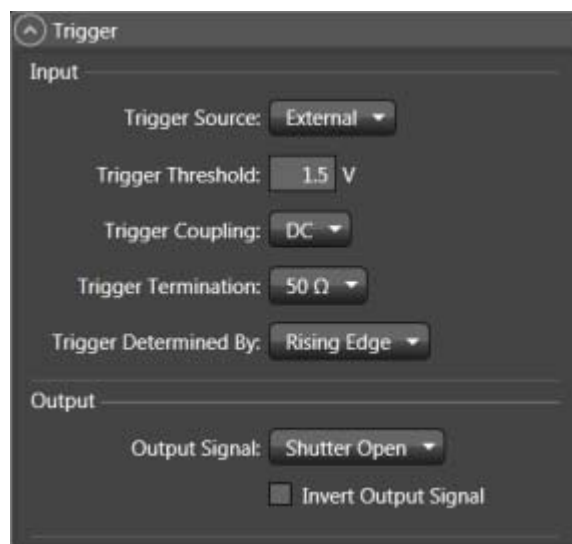 Trigger
Input
Trigger Source: External
Trigger Threshold: 1.5 V
Trigger Coupling: DC
Trigger Termination: 50 Ω
Trigger Determined By: Rising Edge
Output
Output Signal: Shutter Open
Invert Output Signal